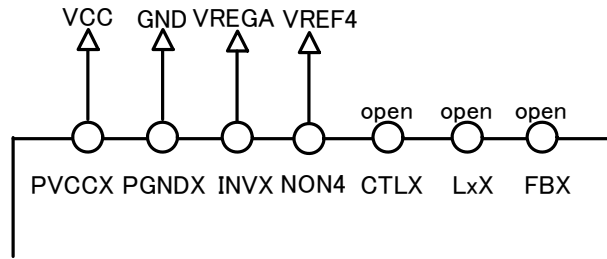 VCC GND VREGA VREF4
open open open
PVCCX PGNDX INVX NON4 CTLX LxX FBX